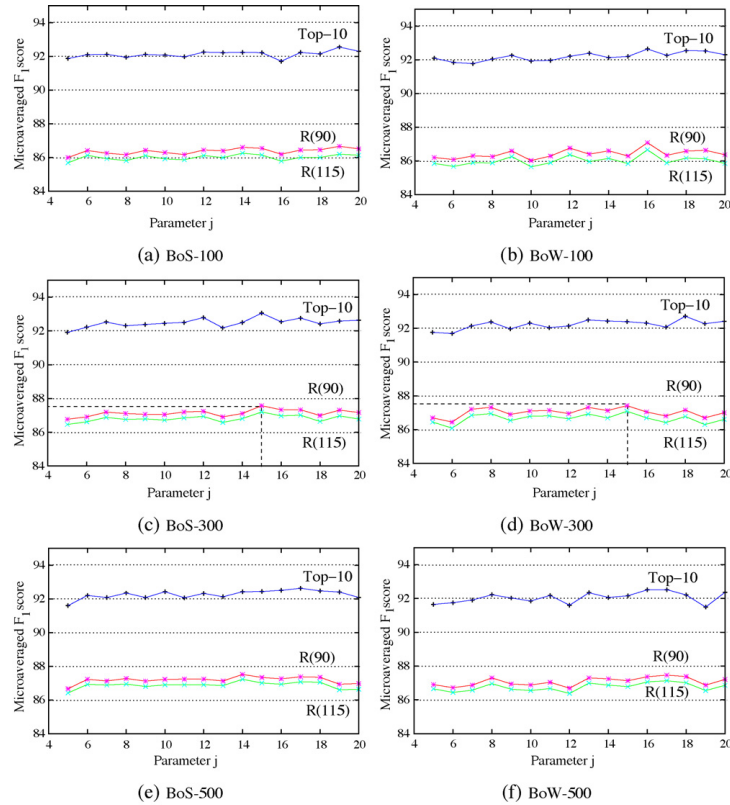 Microaveraged F1 score
94
92
90
88
86
84
4 6 8 10 12 14 16 18 20
Top-10
R(90)
R(115)
Parameter j
(a) BoS-100
Microaveraged F1 score
94
92
90
88
86
84
4 6 8 10 12 14 16 18 20
Top-10
R(90)
R(115)
Parameter j
(b) BoW-100
Microaveraged F1 score
94
92
90
88
86
84
4 6 8 10 12 14 16 18 20
Top-10
R(90)
R(115)
Parameter j
(c) BoS-300
Microaveraged F1 score
94
92
90
88
86
84
4 6 8 10 12 14 16 18 20
Top-10
R(90)
R(115)
Parameter j
(d) BoW-300
Microaveraged F1 score
94
92
90
88
86
84
4 6 8 10 12 14 16 18 20
Top-10
R(90)
R(115)
Parameter j
(e) BoS-500
Microaveraged F1 score
94
92
90
88
86
84
4 6 8 10 12 14 16 18 20
Top-10
R(90)
R(115)
Parameter j
(f) BoW-500